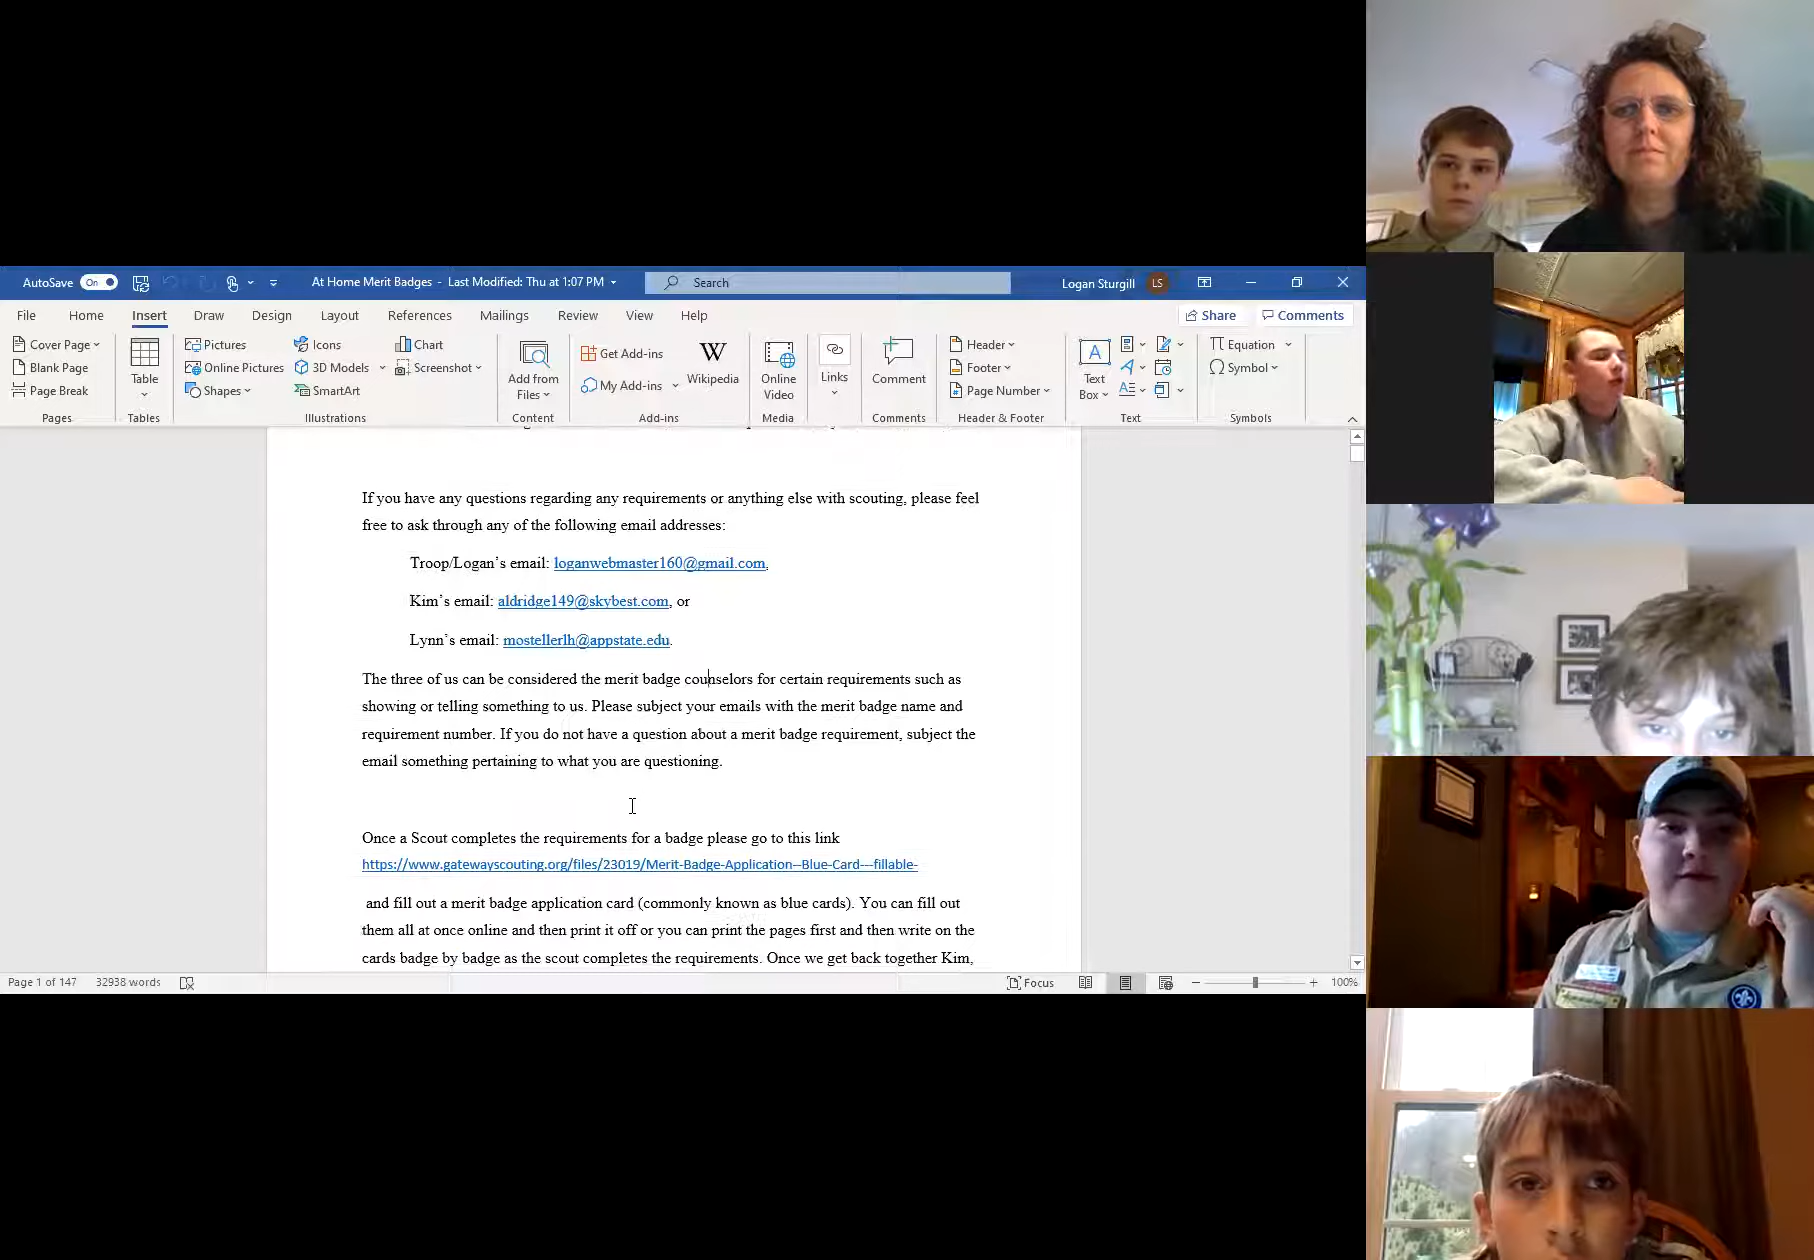 AutoSave On At Home Merit Badges - Last Modified: Thu at 1:07 PM Search Logan Sturgill LS
File Home Insert Draw Design Layout References Mailings Review View Help Share Comments
Cover Page
Blank Page
Page Break
Pages
Table
Tables
Pictures
Online Pictures
Shapes
Icons
3D Models
SmartArt
Chart
Screenshot
Illustrations
Add from
Files
Content
Get Add-ins
My Add-ins
Wikipedia
Add-ins
Online
Video
Media
Links
Comment
Comments
Header
Footer
Page Number
Header & Footer
Text
Box
Text
Equation
Symbol
Symbols
If you have any questions regarding any requirements or anything else with scouting, please feel
free to ask through any of the following email addresses:
Troop/Logan’s email: loganwebmaster160@gmail.com,
Kim’s email: aldridge149@skybest.com, or
Lynn’s email: mostellerlh@appstate.edu.
The three of us can be considered the merit badge counselors for certain requirements such as
showing or telling something to us. Please subject your emails with the merit badge name and
requirement number. If you do not have a question about a merit badge requirement, subject the
email something pertaining to what you are questioning.
Once a Scout completes the requirements for a badge please go to this link
https://www.gatewayscouting.org/files/23019/Merit-Badge-Application--Blue-Card---fillable-
and fill out a merit badge application card (commonly known as blue cards). You can fill out
them all at once online and then print it off or you can print the pages first and then write on the
cards badge by badge as the scout completes the requirements. Once we get back together Kim,
Page 1 of 147 32938 words Focus 100%